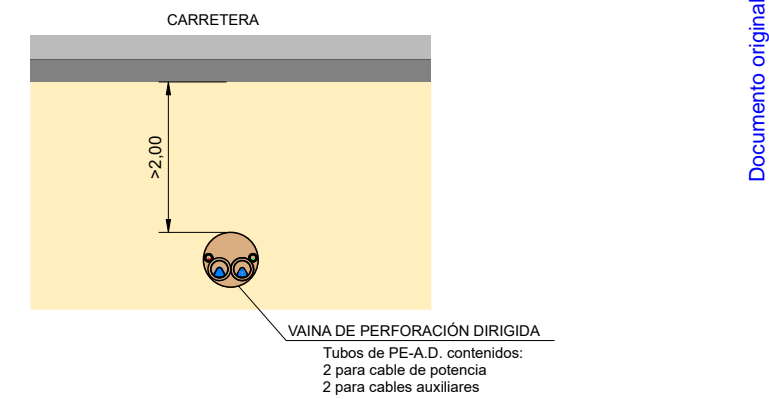 CARRETERA
>2,00
VAINA DE PERFORACIÓN DIRIGIDA
Tubos de PE-A.D. contenidos:
2 para cable de potencia
2 para cables auxiliares
Documento original